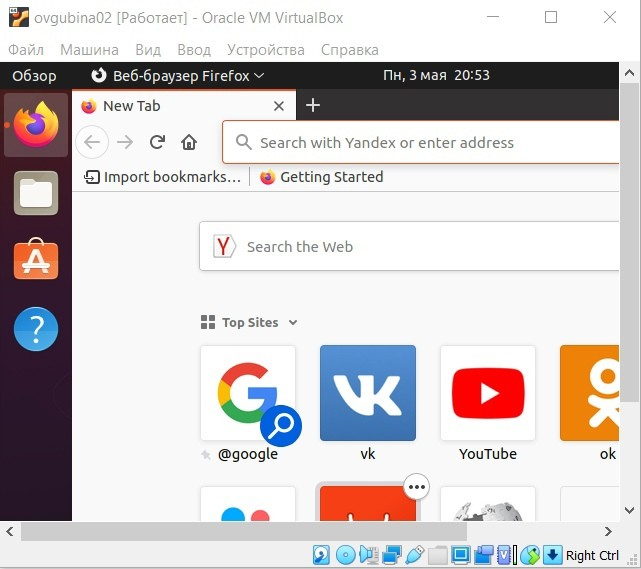 ovgubina02 [Работает] - Oracle VM VirtualBox
Файл Машина Вид Ввод Устройства Справка
Обзор Веб-браузер Firefox Пн, 3 мая 20:53
New Tab
Search with Yandex or enter address
Import bookmarks… Getting Started
Search the Web
Top Sites
@google vk YouTube ok
Right Ctrl